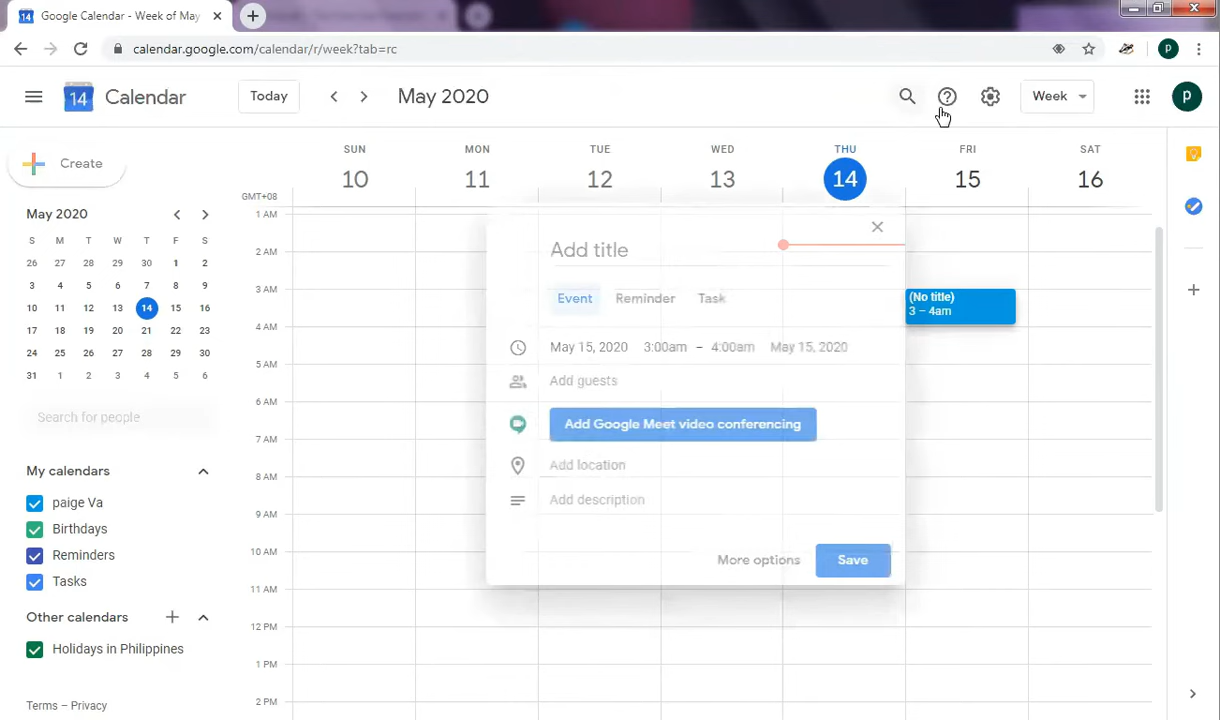 Google Calendar - Week of May
calendar.google.com/calendar/r/week?tab=rc
P
14 Calendar
Today
May 2020
Week
P
Create
SUN MON TUE WED THU FRI SAT
10 11 12 13 14 15 16
GMT+08
May 2020
S M T W T F S
26 27 28 29 30 1 2
3 4 5 6 7 8 9
10 11 12 13 14 15 16
17 18 19 20 21 22 23
24 25 26 27 28 29 30
31 1 2 3 4 5 6
Search for people
My calendars
paige Va
Birthdays
Reminders
Tasks
Other calendars
Holidays in Philippines
Terms – Privacy
1 AM
2 AM
3 AM
4 AM
5 AM
6 AM
7 AM
8 AM
9 AM
10 AM
11 AM
12 PM
1 PM
2 PM
Add title
Event Reminder Task
May 15, 2020 3:00am – 4:00am May 15, 2020
Add guests
Add Google Meet video conferencing
Add location
Add description
More options Save
(No title)
3 – 4am